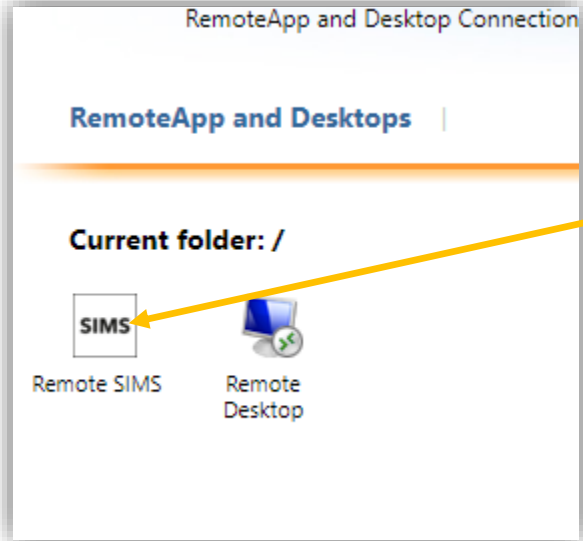 RemoteApp and Desktop Connection
RemoteApp and Desktops |
Current folder: /
SIMS
Remote SIMS
Remote
Desktop